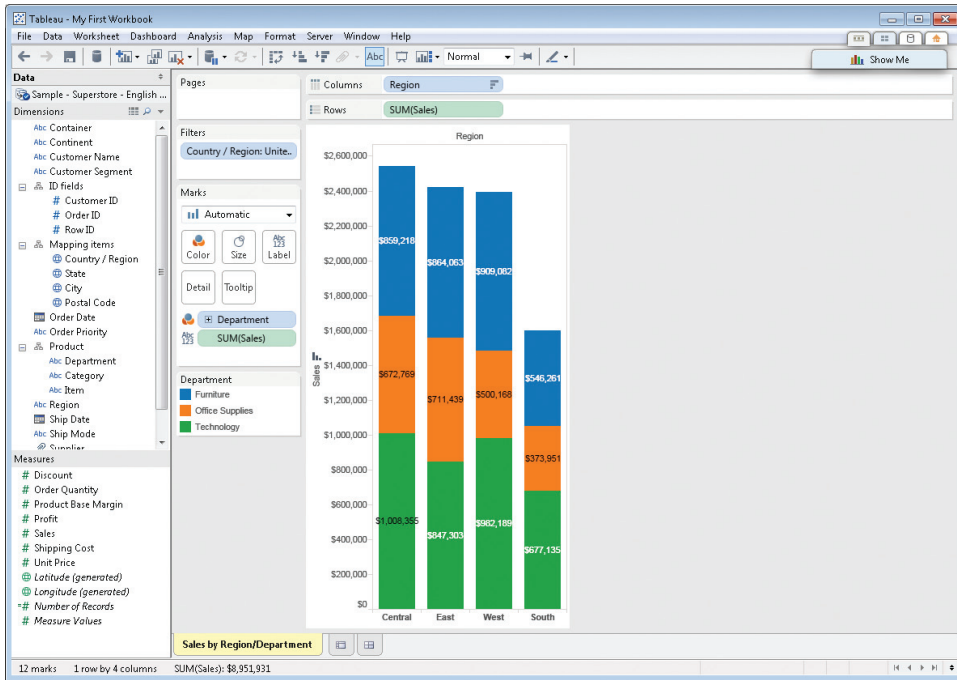 Tableau - My First Workbook
File Data Worksheet Dashboard Analysis Map Format Server Window Help
Abc Normal
Show Me
Data
Sample - Superstore - English ...
Dimensions
Abc Container
Abc Continent
Abc Customer Name
Abc Customer Segment
ID fields
# Customer ID
# Order ID
# Row ID
Mapping items
Country / Region
State
City
Postal Code
Order Date
Abc Order Priority
Product
Abc Department
Abc Category
Abc Item
Abc Region
Ship Date
Abc Ship Mode
Supplier
Measures
# Discount
# Order Quantity
# Product Base Margin
# Profit
# Sales
# Shipping Cost
# Unit Price
Latitude (generated)
Longitude (generated)
=# Number of Records
# Measure Values
Pages
Filters
Country / Region: Unite..
Marks
Automatic
Color Size Abc 123 Label
Detail Tooltip
Department
Abc 123 SUM(Sales)
Department
Furniture
Office Supplies
Technology
Columns Region
Rows SUM(Sales)
Region
Sales
$2,600,000
$2,400,000
$2,200,000
$2,000,000
$1,800,000
$1,600,000
$1,400,000
$1,200,000
$1,000,000
$800,000
$600,000
$400,000
$200,000
$0
$859,218 $864,063 $909,082 $546,261
$672,769 $711,439 $500,168 $373,951
$1,008,355 $847,303 $982,189 $677,135
Central East West South
Sales by Region/Department
12 marks 1 row by 4 columns SUM(Sales): $8,951,931